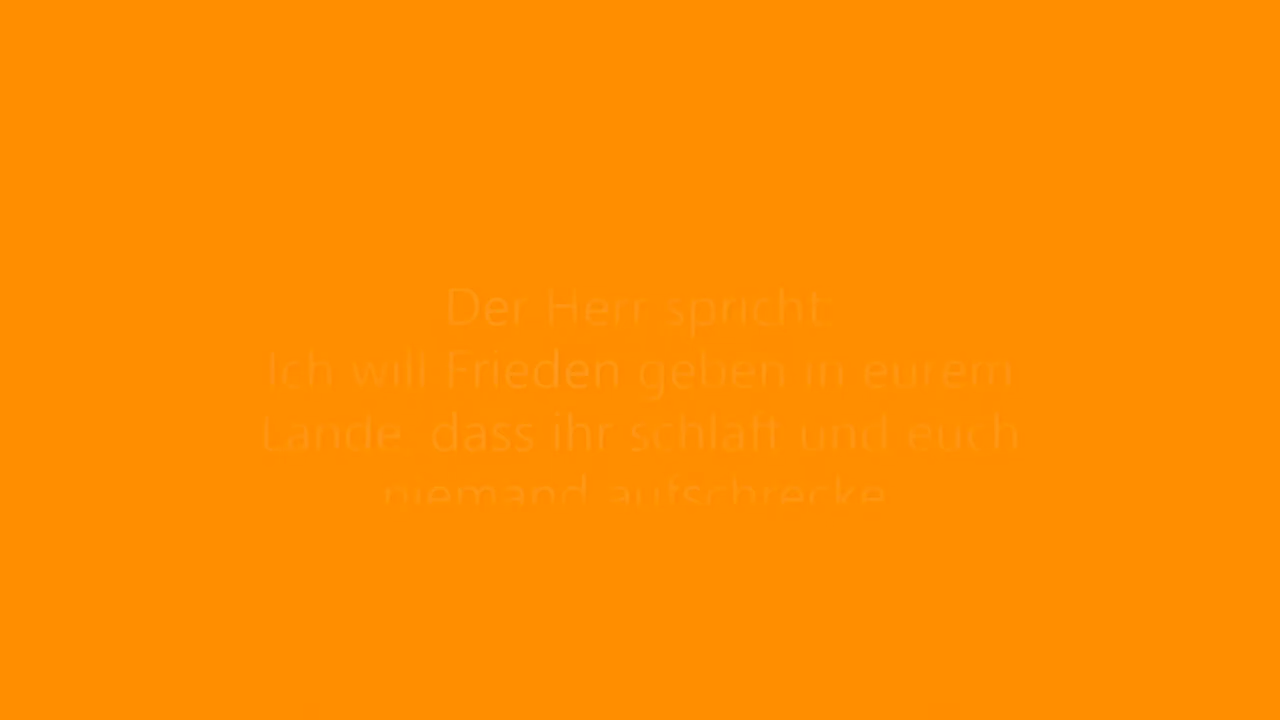 Der Herr spricht:
Ich will Frieden geben in eurem
Lande, dass ihr schlaft und euch
niemand aufschrecke.